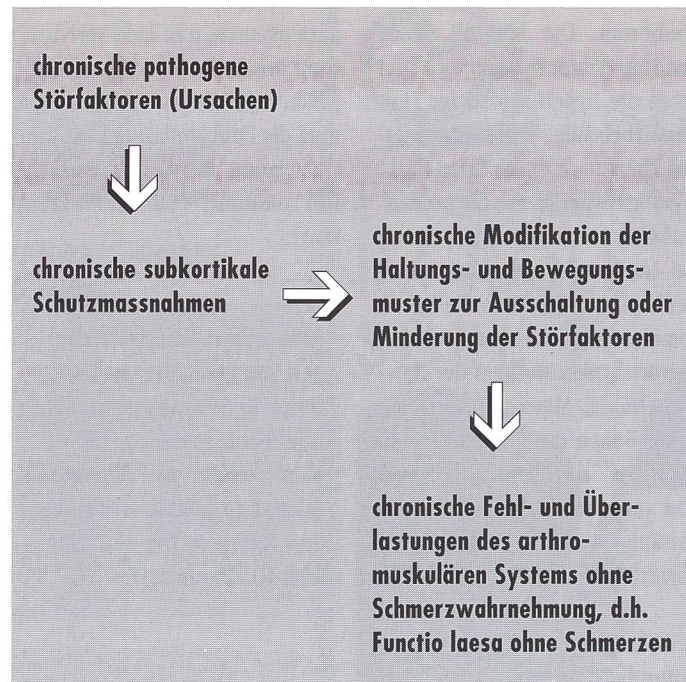 chronische pathogene
Störfaktoren (Ursachen)
chronische subkortikale
Schutzmassnahmen
chronische Modifikation der
Haltungs- und Bewegungs-
muster zur Ausschaltung oder
Minderung der Störfaktoren
chronische Fehl- und Über-
lastungen des arthro-
muskulären Systems ohne
Schmerzwahrnehmung, d.h.
Functio laesa ohne Schmerzen